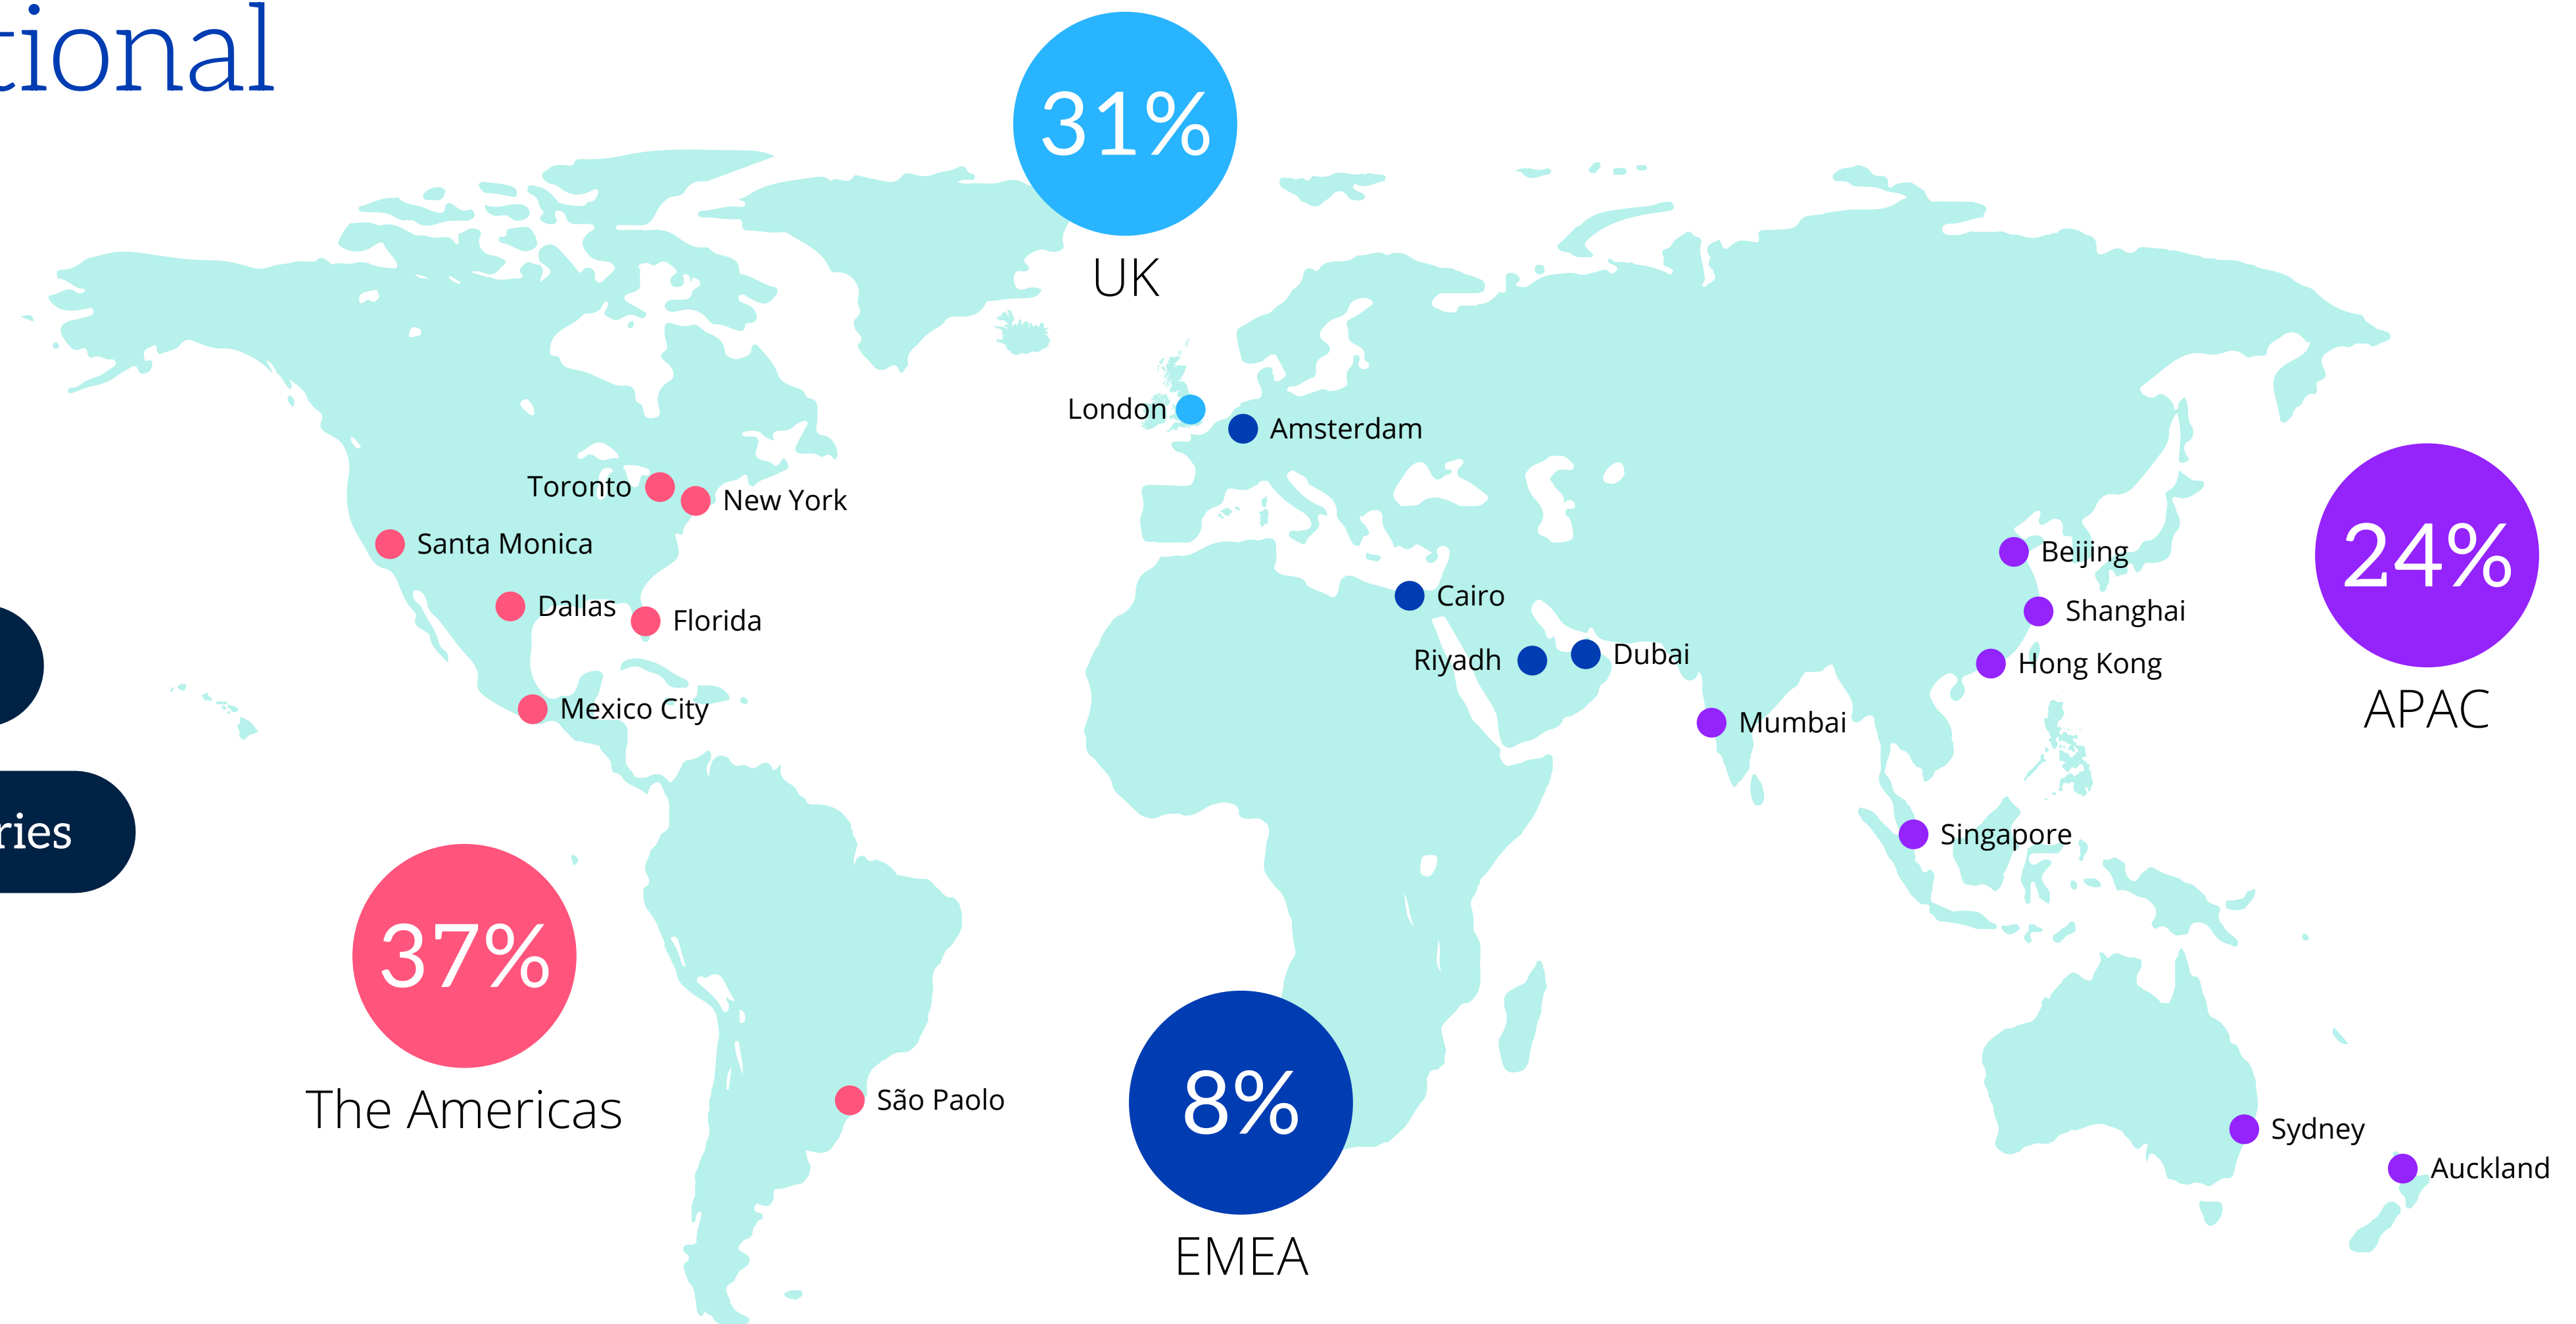 tional
31%
UK
London
Amsterdam
Toronto
New York
Santa Monica
Dallas
Florida
Mexico City
Cairo
Riyadh
Dubai
Mumbai
Beijing
Shanghai
Hong Kong
24%
APAC
Singapore
ries
37%
The Americas
São Paolo
8%
EMEA
Sydney
Auckland